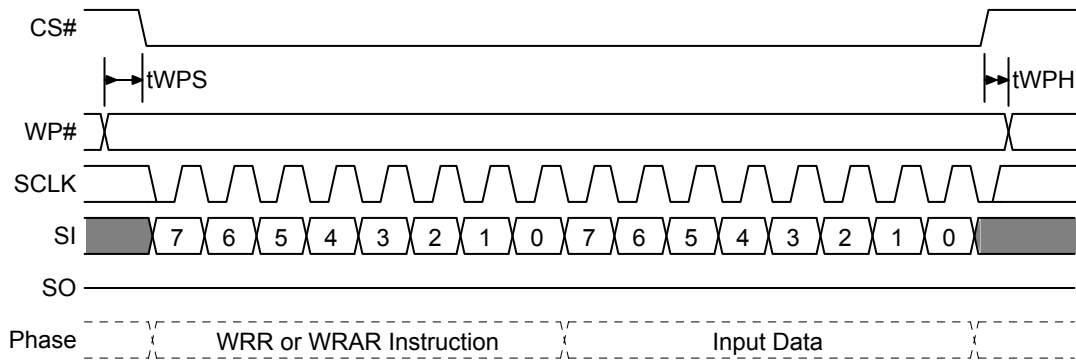 CS#
tWPS tWPH
WP#
SCLK
SI 7 6 5 4 3 2 1 0 7 6 5 4 3 2 1 0
SO
Phase WRR or WRAR Instruction Input Data